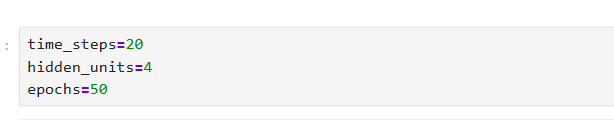 :
time_steps=20
hidden_units=4
epochs=50